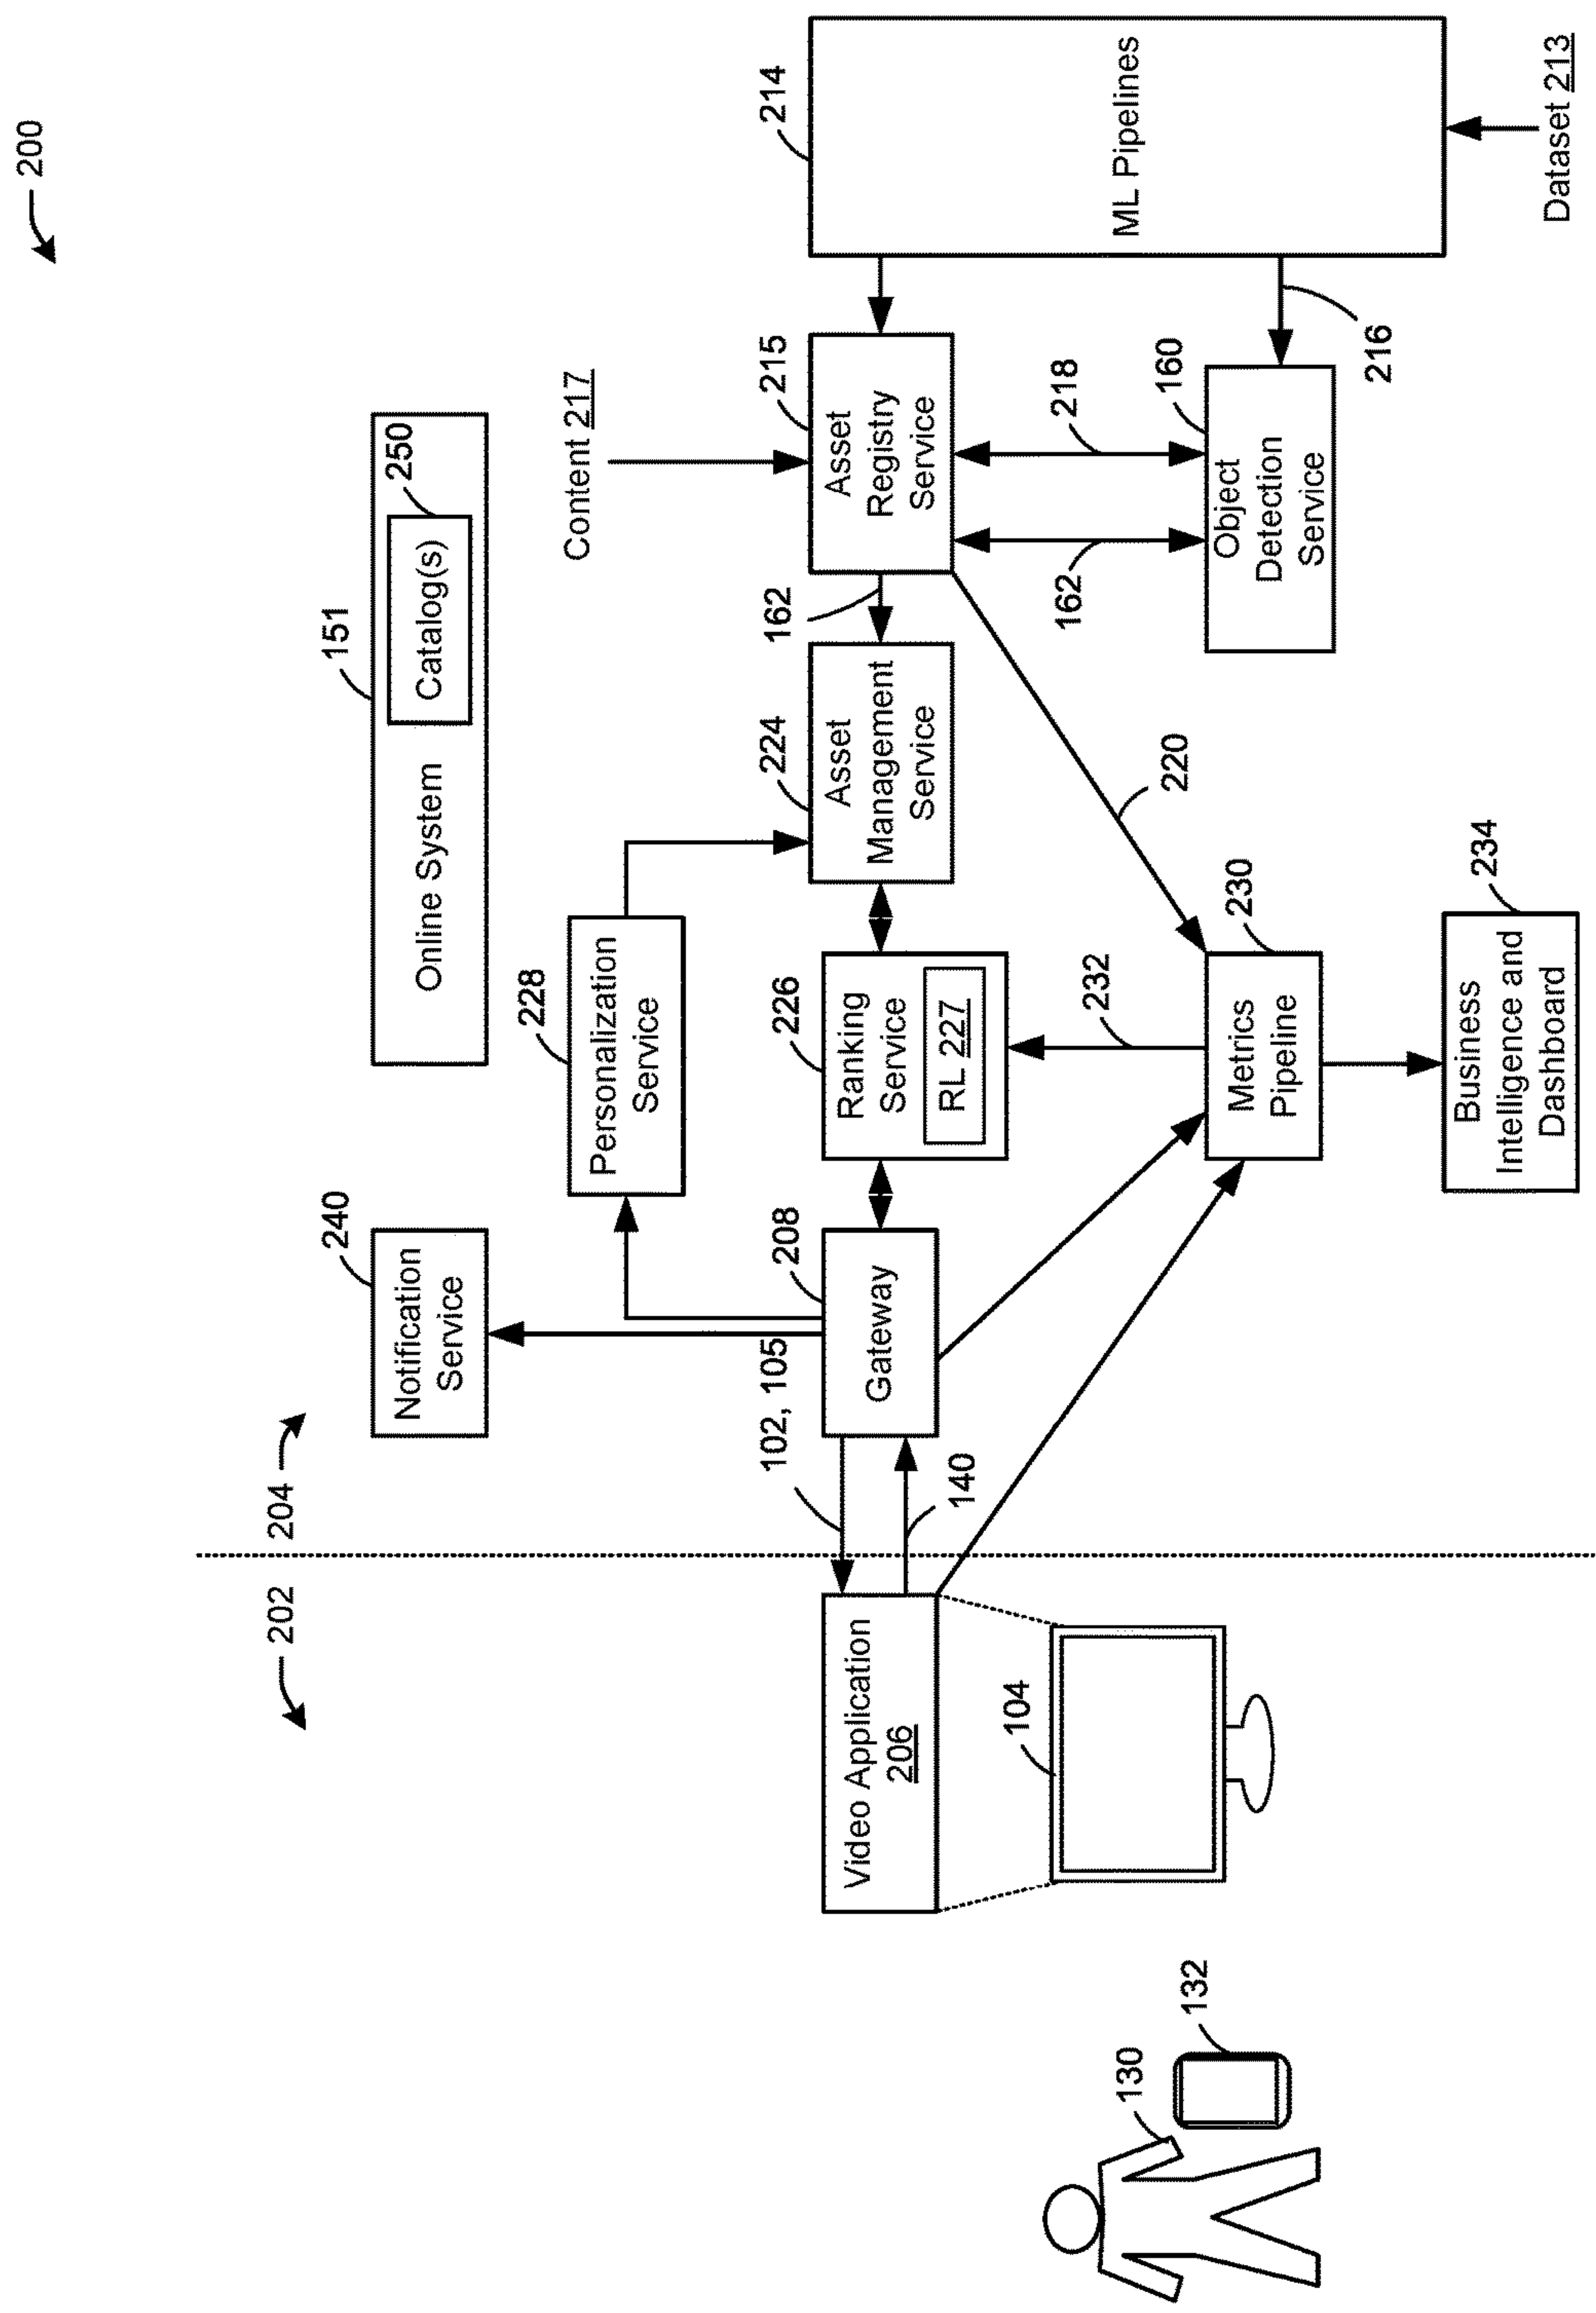 200
202
204
Notification
Service
240
Online System
Catalog(s)
151
250
Personalization
Service
228
Content 217
Video Application
206
102, 105
140
Gateway
208
Ranking
Service
RL 227
226
Asset
Management
Service
224
162
Asset
Registry
Service
215
ML Pipelines
214
104
232
220
162
218
Object
Detection
Service
160
216
130
132
Metrics
Pipeline
230
Business
Intelligence and
Dashboard
234
Dataset 213